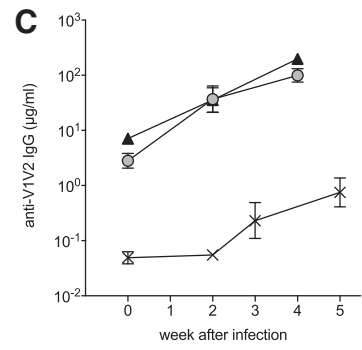 C
anti-V1V2 IgG (μg/ml)
10³
10²
10¹
10⁰
10⁻¹
10⁻²
0 1 2 3 4 5
week after infection